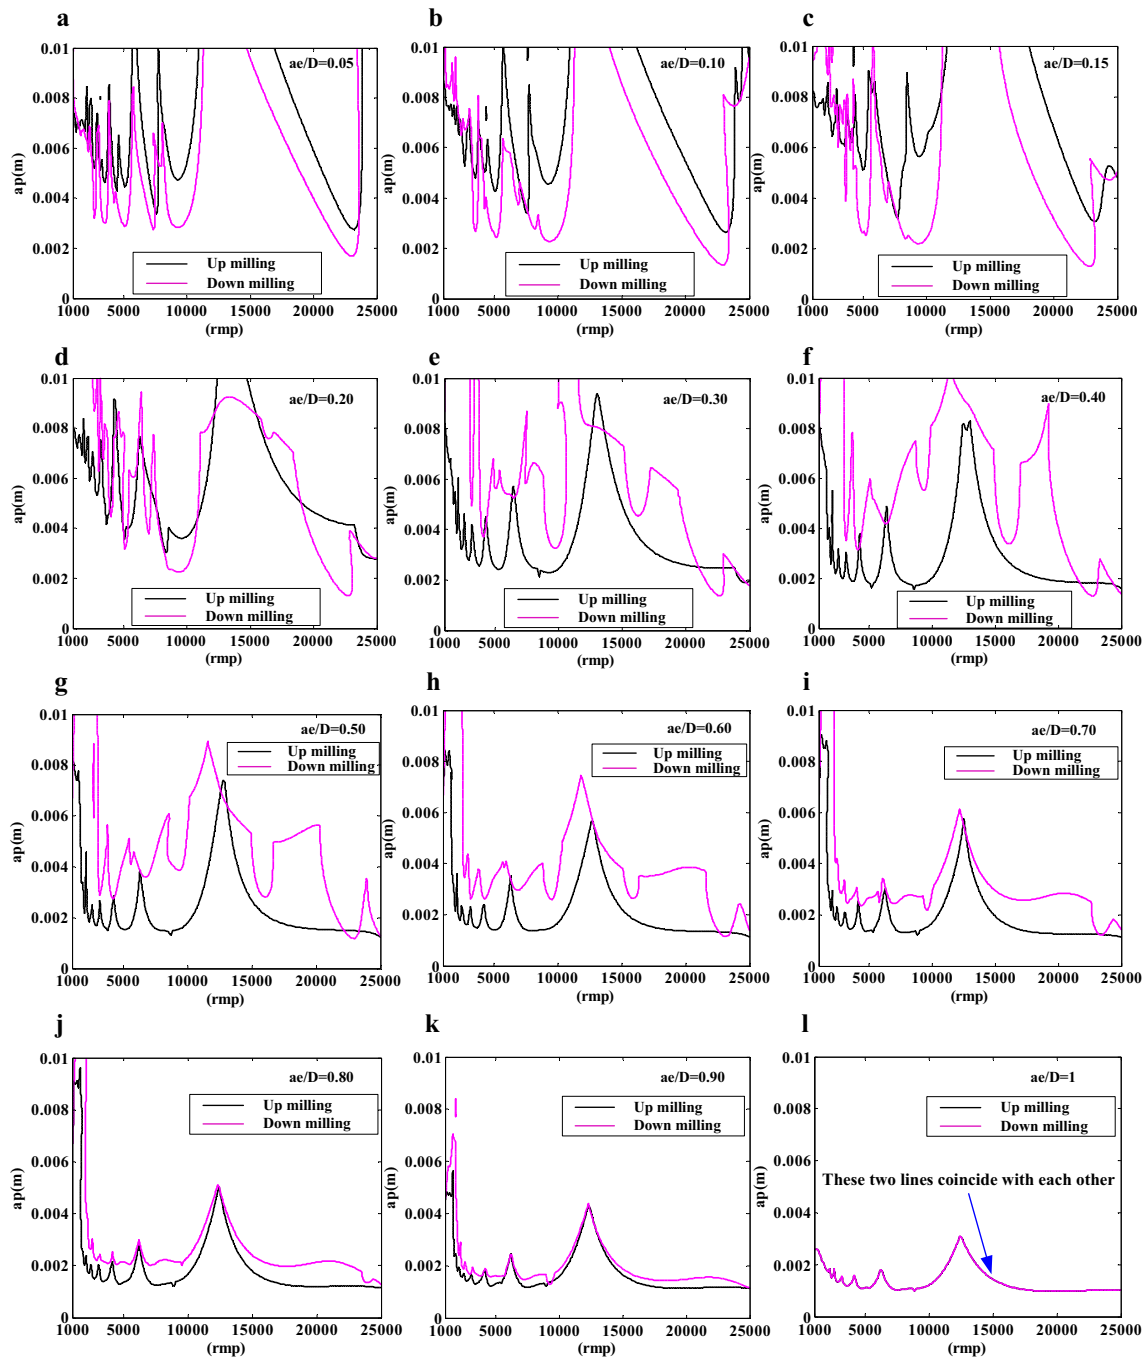 a
ae/D=0.05
ap(m)
0.01
0.008
0.006
0.004
0.002
0
Up milling
Down milling
1000 5000 10000 15000 20000 25000
(rmp)
b
ae/D=0.10
ap(m)
0.01
0.008
0.006
0.004
0.002
0
Up milling
Down milling
1000 5000 10000 15000 20000 25000
(rmp)
c
ae/D=0.15
ap(m)
0.01
0.008
0.006
0.004
0.002
0
Up milling
Down milling
1000 5000 10000 15000 20000 25000
(rmp)
d
ae/D=0.20
ap(m)
0.01
0.008
0.006
0.004
0.002
0
Up milling
Down milling
1000 5000 10000 15000 20000 25000
(rmp)
e
ae/D=0.30
ap(m)
0.01
0.008
0.006
0.004
0.002
0
Up milling
Down milling
1000 5000 10000 15000 20000 25000
(rmp)
f
ae/D=0.40
ap(m)
0.01
0.008
0.006
0.004
0.002
0
Up milling
Down milling
1000 5000 10000 15000 20000 25000
(rmp)
g
ae/D=0.50
Up milling
Down milling
ap(m)
0.01
0.008
0.006
0.004
0.002
0
1000 5000 10000 15000 20000 25000
(rmp)
h
ae/D=0.60
Up milling
Down milling
ap(m)
0.01
0.008
0.006
0.004
0.002
0
1000 5000 10000 15000 20000 25000
(rmp)
i
ae/D=0.70
Up milling
Down milling
ap(m)
0.01
0.008
0.006
0.004
0.002
0
1000 5000 10000 15000 20000 25000
(rmp)
j
ae/D=0.80
Up milling
Down milling
ap(m)
0.01
0.008
0.006
0.004
0.002
0
1000 5000 10000 15000 20000 25000
(rmp)
k
ae/D=0.90
Up milling
Down milling
ap(m)
0.01
0.008
0.006
0.004
0.002
0
1000 5000 10000 15000 20000 25000
(rmp)
l
ae/D=1
Up milling
Down milling
These two lines coincide with each other
ap(m)
0.01
0.008
0.006
0.004
0.002
0
1000 5000 10000 15000 20000 25000
(rmp)